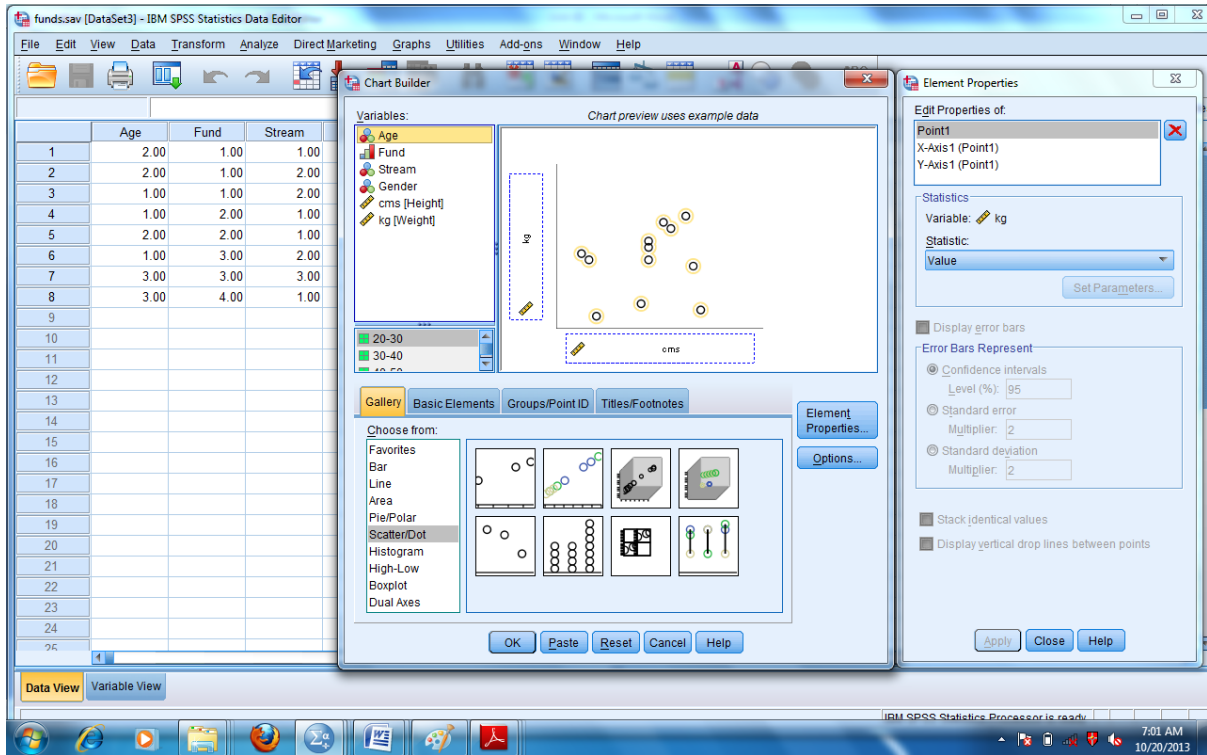 funds.sav [DataSet3] - IBM SPSS Statistics Data Editor
File Edit View Data Transform Analyze Direct Marketing Graphs Utilities Add-ons Window Help
Age Fund Stream
1 2.00 1.00 1.00
2 2.00 1.00 2.00
3 1.00 1.00 2.00
4 1.00 2.00 1.00
5 2.00 2.00 1.00
6 1.00 3.00 2.00
7 3.00 3.00 3.00
8 3.00 4.00 1.00
9
10
11
12
13
14
15
16
17
18
19
20
21
22
23
24
25
Data View Variable View
Chart Builder
Variables:
Chart preview uses example data
Age
Fund
Stream
Gender
cms [Height]
kg [Weight]
20-30
30-40
kg
cms
Gallery Basic Elements Groups/Point ID Titles/Footnotes
Choose from:
Favorites
Bar
Line
Area
Pie/Polar
Scatter/Dot
Histogram
High-Low
Boxplot
Dual Axes
Element
Properties...
Options...
OK Paste Reset Cancel Help
Element Properties
Edit Properties of:
Point1
X-Axis1 (Point1)
Y-Axis1 (Point1)
Statistics
Variable: kg
Statistic:
Value
Set Parameters...
Display error bars
Error Bars Represent
Confidence intervals
Level (%): 95
Standard error
Multiplier: 2
Standard deviation
Multiplier: 2
Stack identical values
Display vertical drop lines between points
Apply Close Help
IBM SPSS Statistics Processor is ready
7:01 AM
10/20/2013